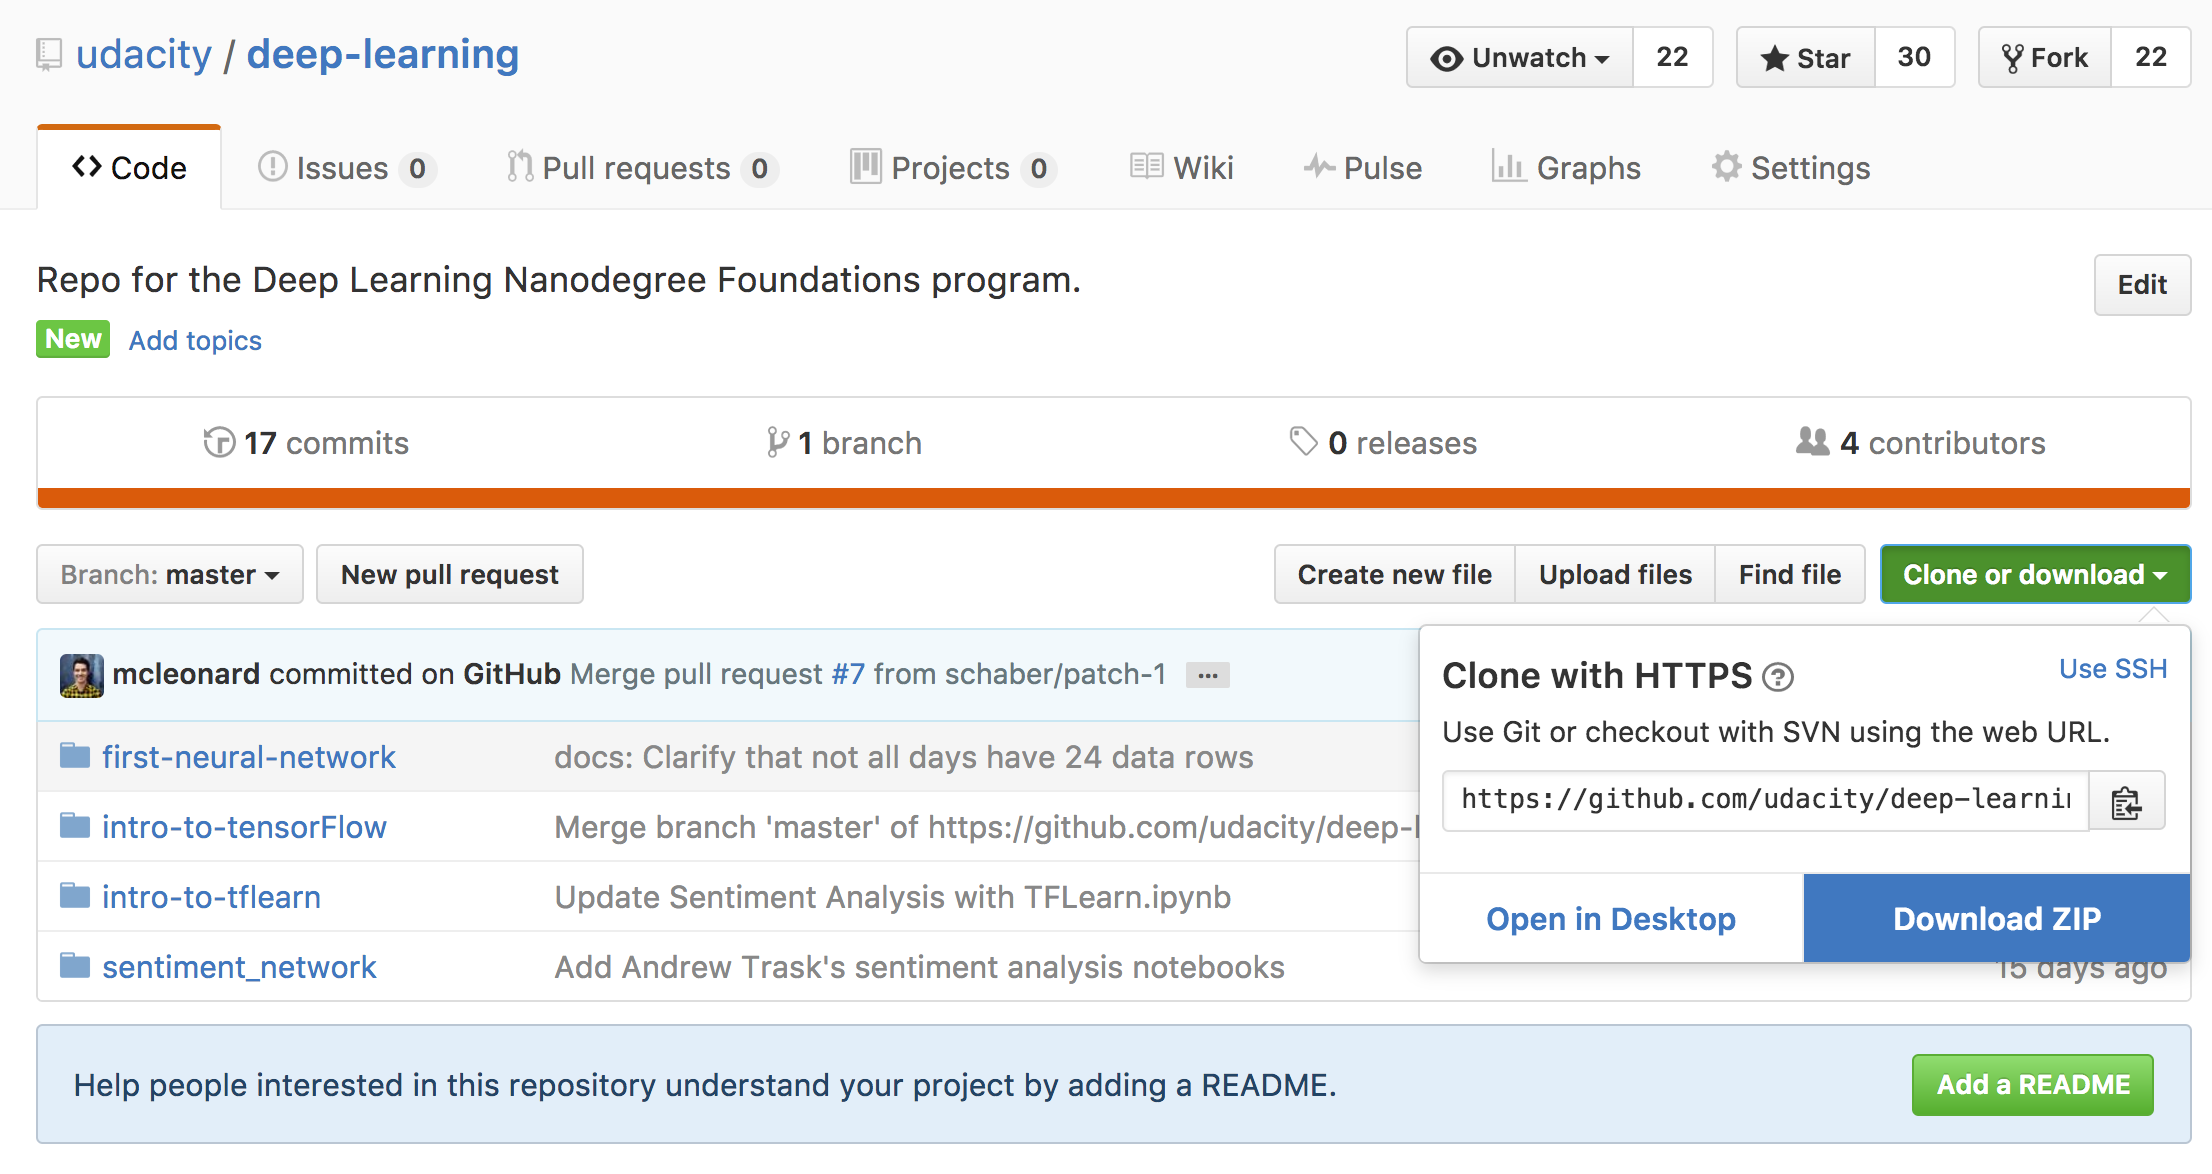 udacity / deep-learning
Unwatch 22 Star 30 Fork 22
Code Issues 0 Pull requests 0 Projects 0 Wiki Pulse Graphs Settings
Repo for the Deep Learning Nanodegree Foundations program. Edit
New Add topics
17 commits 1 branch 0 releases 4 contributors
Branch: master New pull request Create new file Upload files Find file Clone or download
mcleonard committed on GitHub Merge pull request #7 from schaber/patch-1 ...
first-neural-network docs: Clarify that not all days have 24 data rows
intro-to-tensorFlow Merge branch 'master' of https://github.com/udacity/deep-
intro-to-tflearn Update Sentiment Analysis with TFLearn.ipynb
sentiment_network Add Andrew Trask's sentiment analysis notebooks 15 days ago
Clone with HTTPS ? Use SSH
Use Git or checkout with SVN using the web URL.
https://github.com/udacity/deep-learnin
Open in Desktop Download ZIP
Help people interested in this repository understand your project by adding a README. Add a README